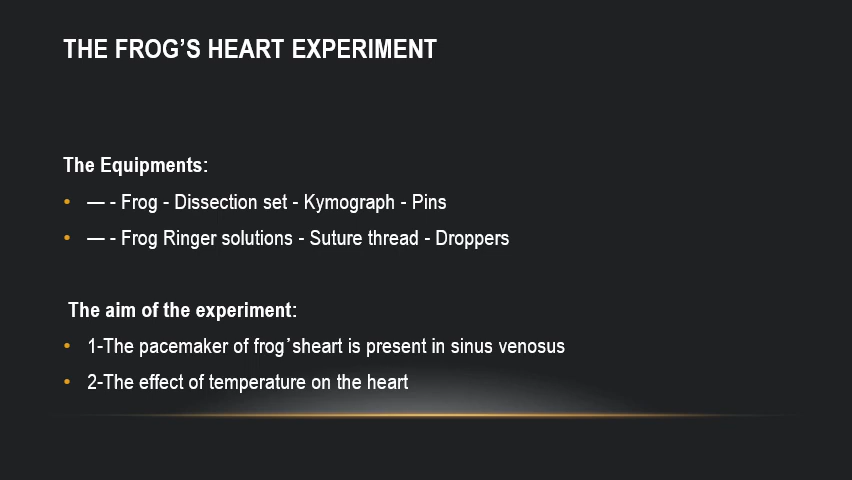 THE FROG’S HEART EXPERIMENT
The Equipments:
• — - Frog - Dissection set - Kymograph - Pins
• — - Frog Ringer solutions - Suture thread - Droppers
The aim of the experiment:
• 1-The pacemaker of frog’sheart is present in sinus venosus
• 2-The effect of temperature on the heart